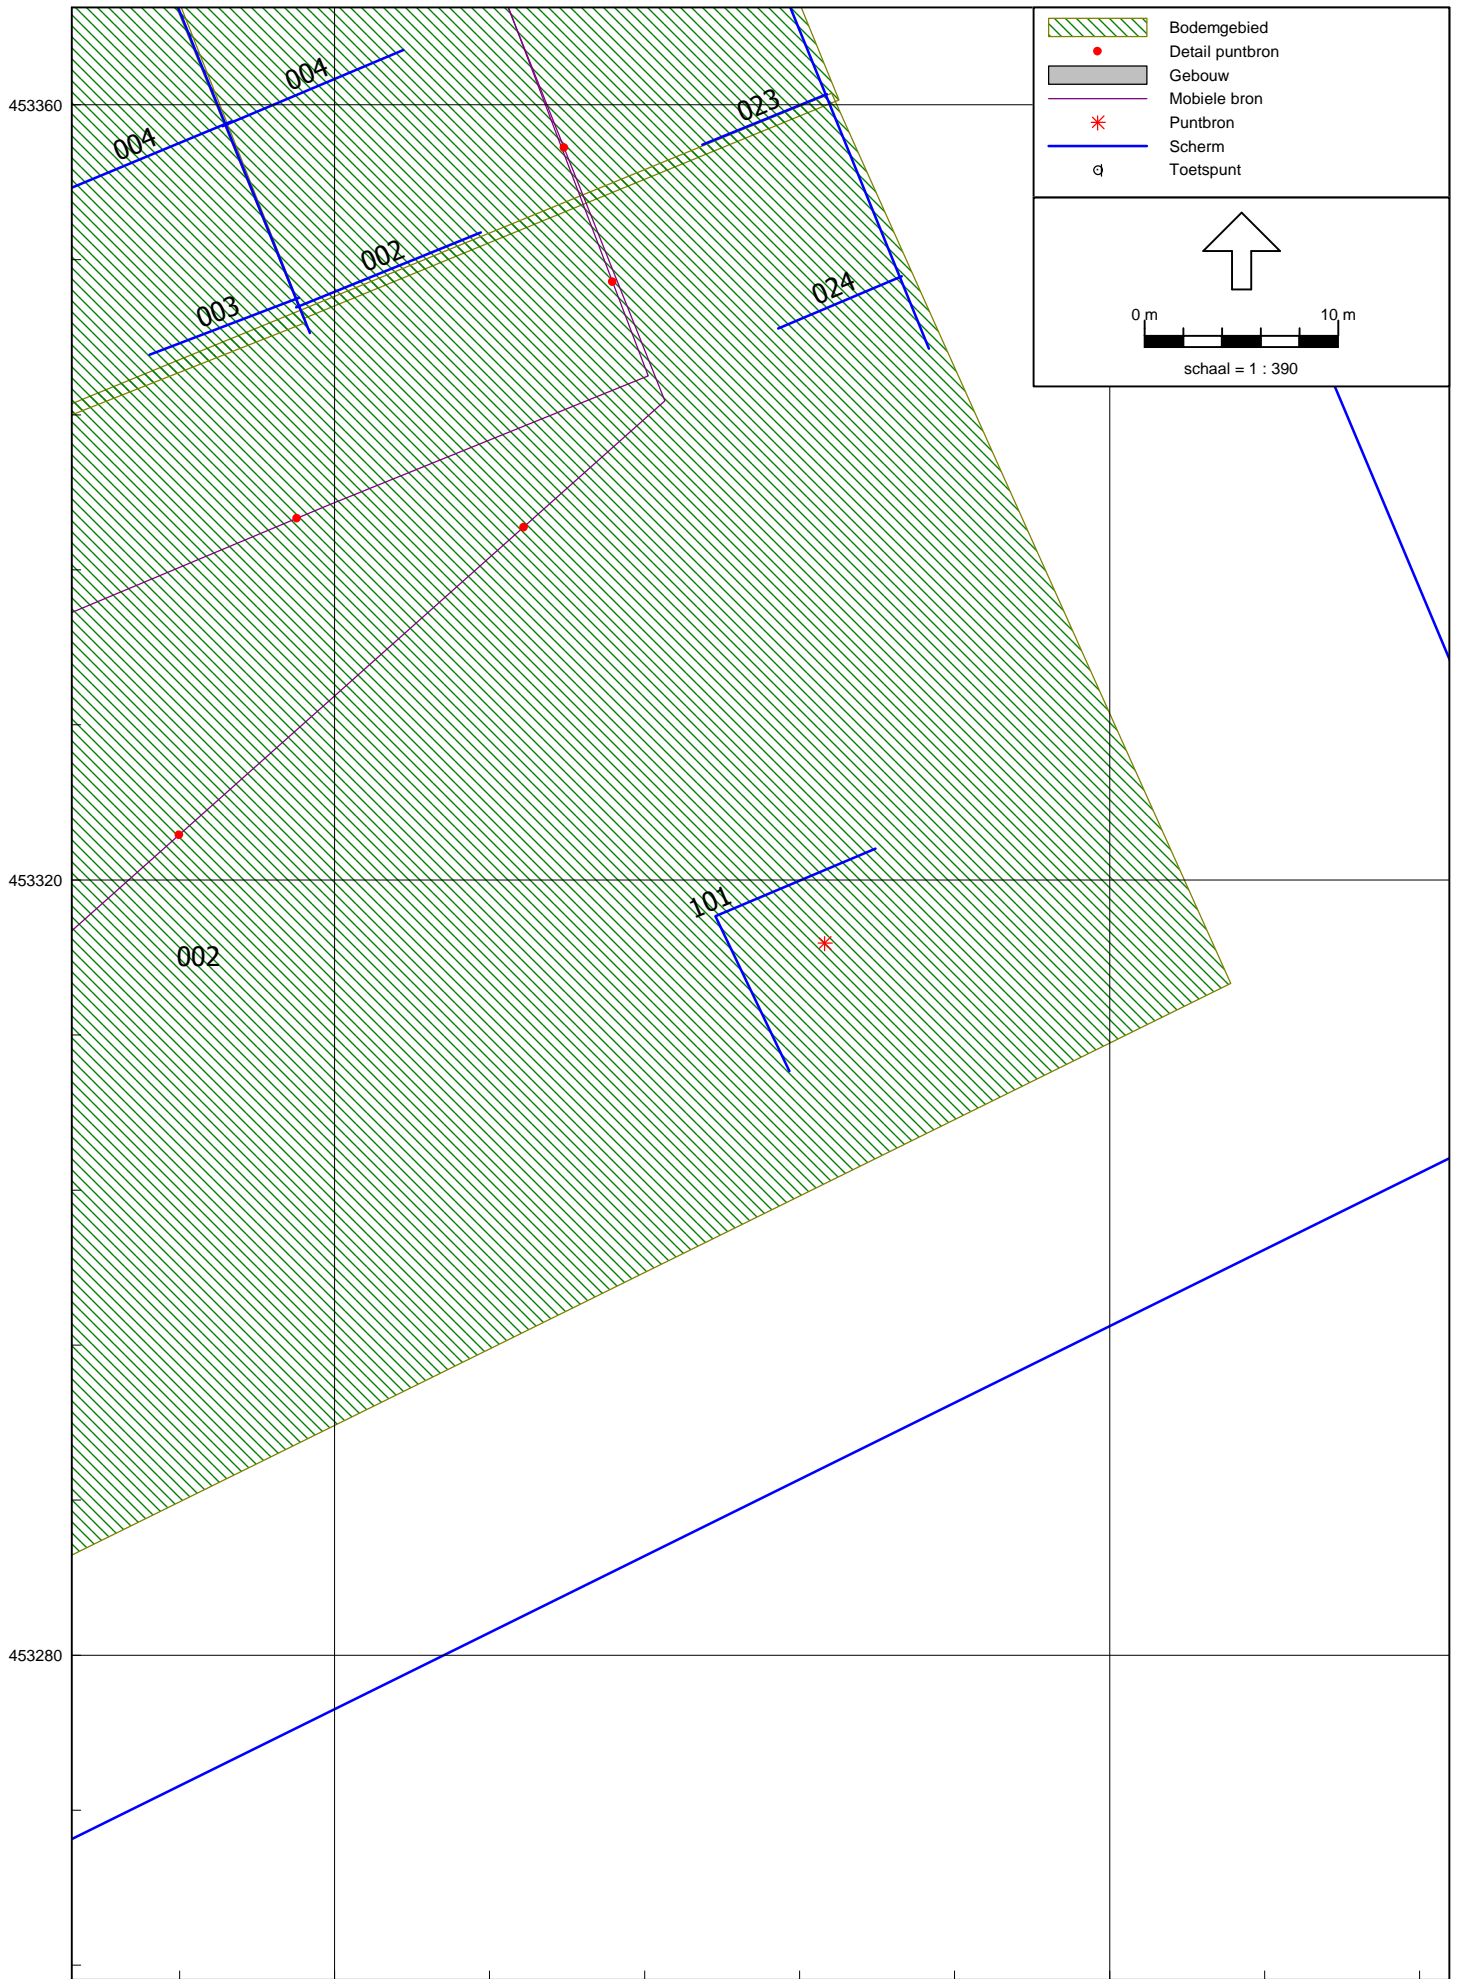 Bodemgebied
Detail puntbron
Gebouw
Mobiele bron
Puntbron
Scherm
Toetspunt
0 m 10 m
schaal = 1 : 390
453360
004
004
023
002
003
024
453320
101
002
453280